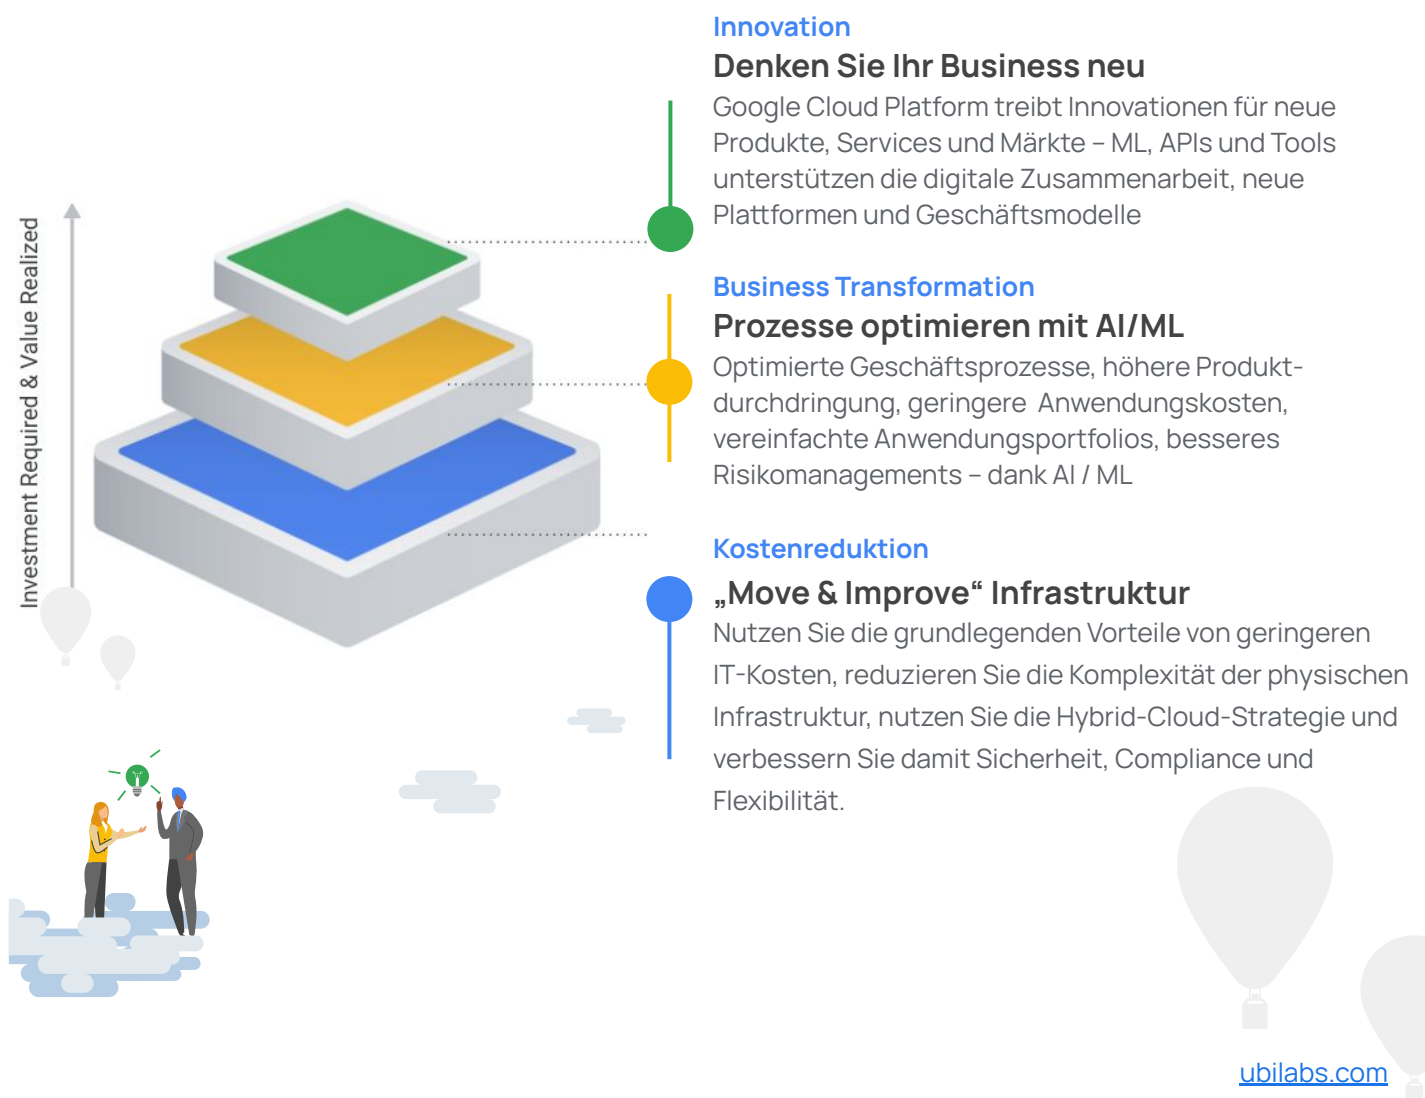 Investment Required & Value Realized
Innovation
Denken Sie Ihr Business neu
Google Cloud Platform treibt Innovationen für neue
Produkte, Services und Märkte – ML, APIs und Tools
unterstützen die digitale Zusammenarbeit, neue
Plattformen und Geschäftsmodelle
Business Transformation
Prozesse optimieren mit AI/ML
Optimierte Geschäftsprozesse, höhere Produkt-
durchdringung, geringere  Anwendungskosten,
vereinfachte Anwendungsportfolios, besseres
Risikomanagements – dank AI / ML
Kostenreduktion
„Move & Improve“ Infrastruktur
Nutzen Sie die grundlegenden Vorteile von geringeren
IT-Kosten, reduzieren Sie die Komplexität der physischen
Infrastruktur, nutzen Sie die Hybrid-Cloud-Strategie und
verbessern Sie damit Sicherheit, Compliance und
Flexibilität.
ubilabs.com